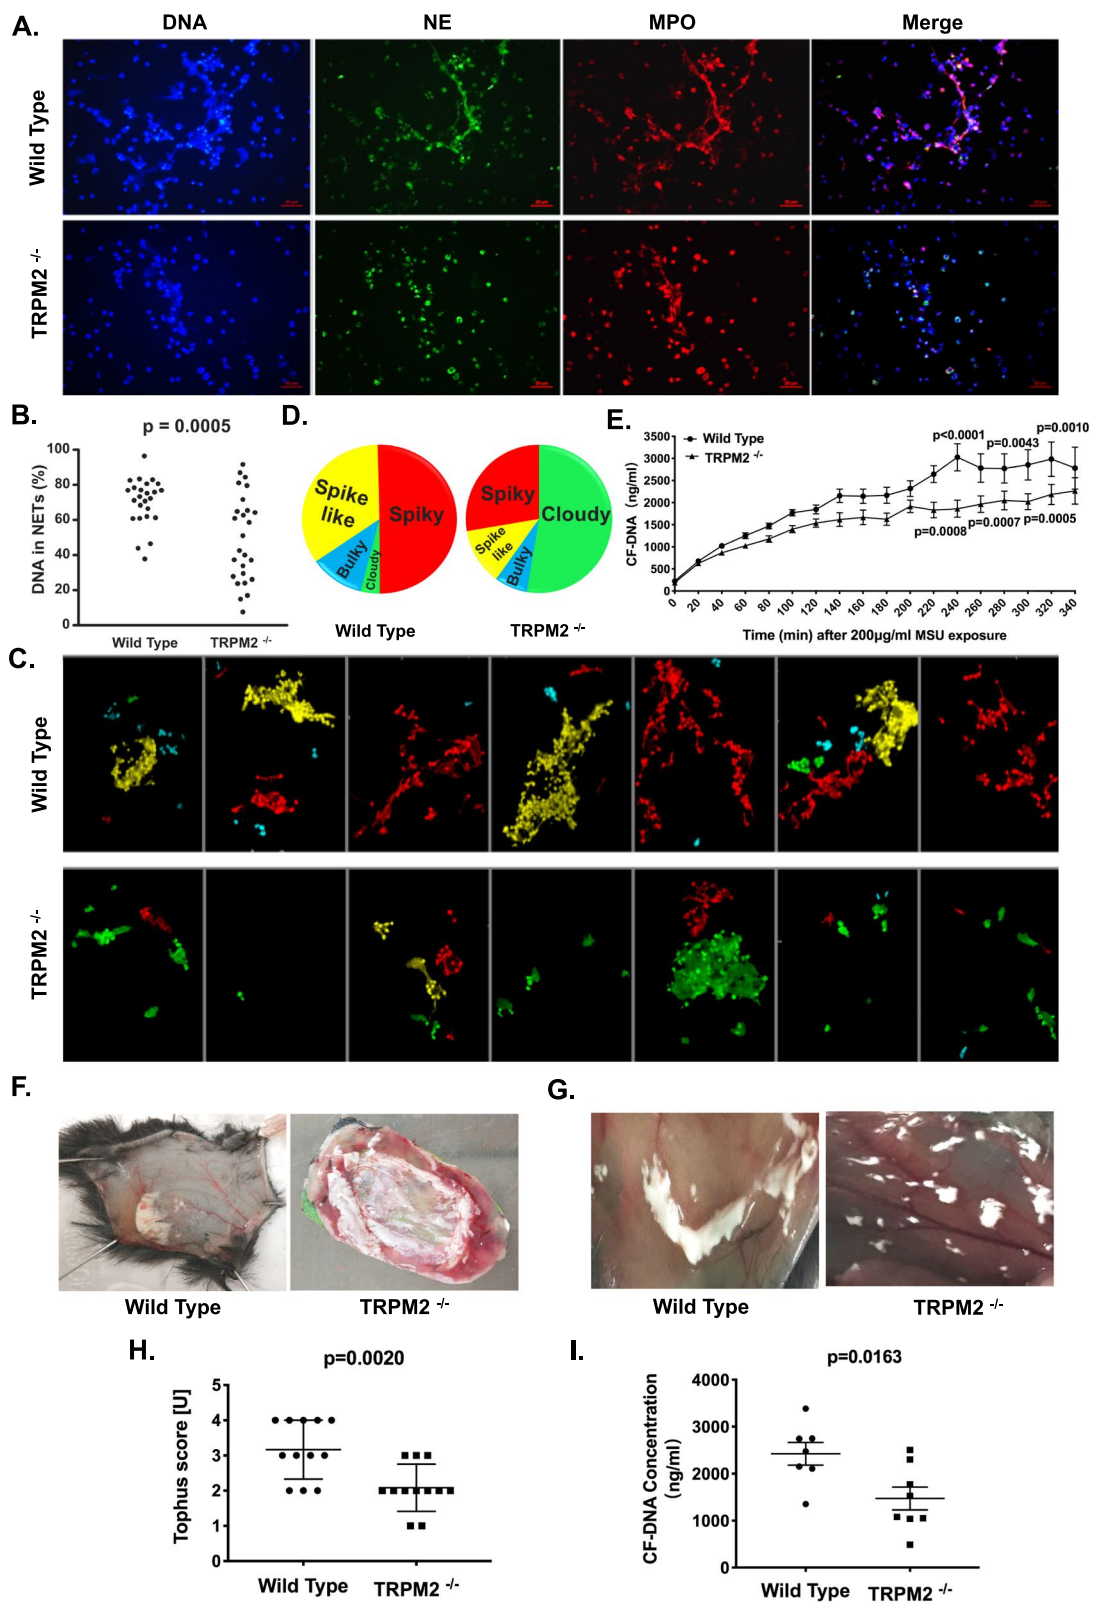 A.
DNA
NE
MPO
Merge
Wild Type
TRPM2 -/-
B.
p = 0.0005
DNA in NETs (%)
100
80
60
40
20
0
Wild Type
TRPM2 -/-
D.
Spike
like
Spiky
Bulky
Cloudy
Wild Type
Spiky
Cloudy
Spike
like
Bulky
TRPM2 -/-
E.
Wild Type
TRPM2 -/-
p<0.0001
p=0.0043
p=0.0010
p=0.0008
p=0.0007
p=0.0005
CF-DNA (ng/ml)
3500
3000
2500
2000
1500
1000
500
0
0 20 40 60 80 100 120 140 160 180 200 220 240 260 280 300 320 340
Time (min) after 200μg/ml MSU exposure
C.
Wild Type
TRPM2 -/-
F.
Wild Type
TRPM2 -/-
G.
Wild Type
TRPM2 -/-
H.
p=0.0020
Tophus score [U]
5
4
3
2
1
0
Wild Type
TRPM2 -/-
I.
p=0.0163
CF-DNA Concentration
(ng/ml)
4000
3000
2000
1000
0
Wild Type
TRPM2 -/-